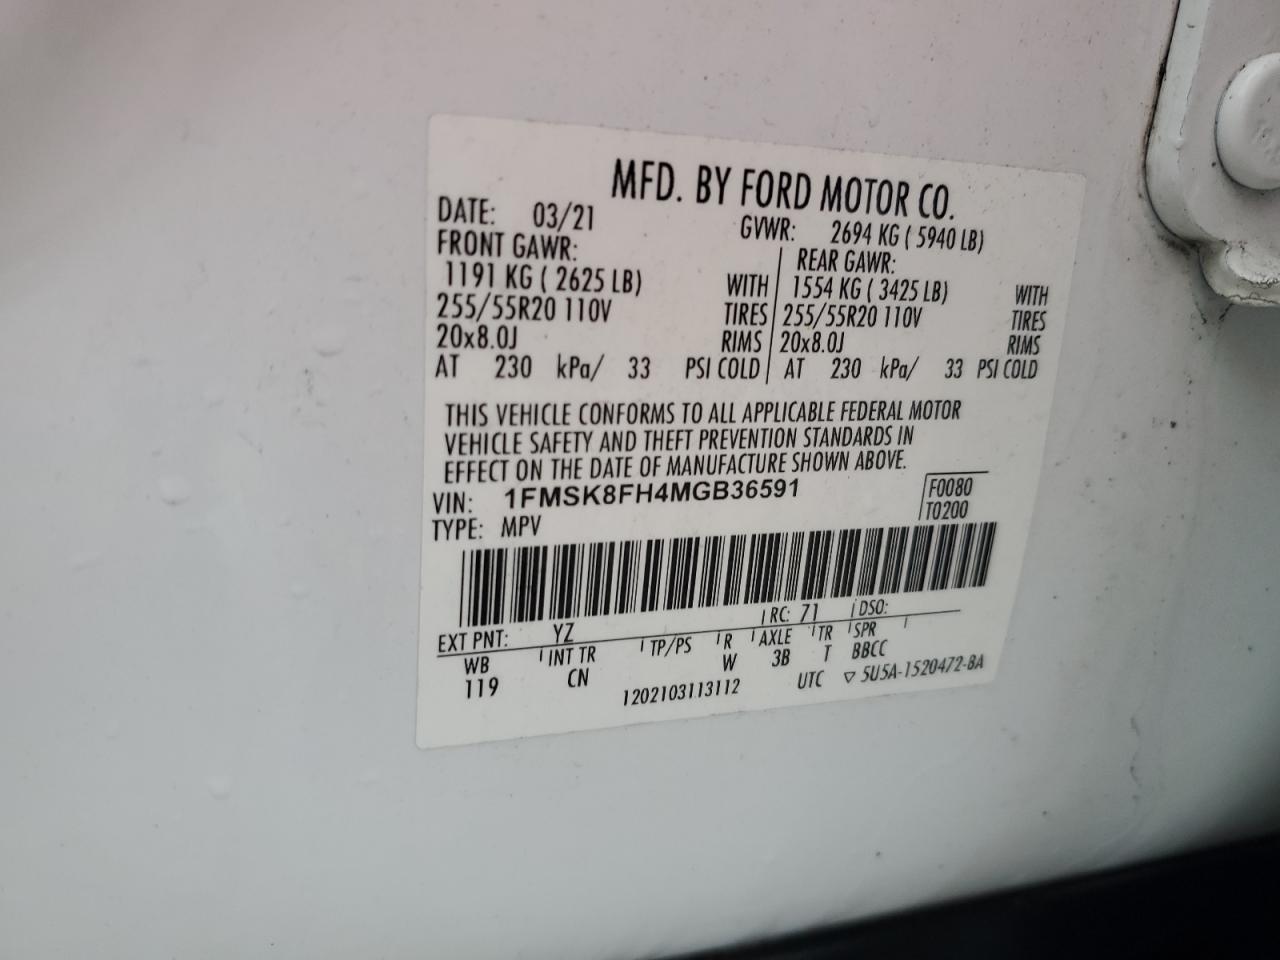 MFD. BY FORD MOTOR CO.
DATE: 03/21 GVWR: 2694 KG ( 5940 LB)
FRONT GAWR: REAR GAWR:
1191 KG ( 2625 LB) WITH 1554 KG ( 3425 LB) WITH
255/55R20 110V TIRES 255/55R20 110V TIRES
20x8.0J RIMS 20x8.0J RIMS
AT 230 kPa/ 33 PSI COLD AT 230 kPa/ 33 PSI COLD
THIS VEHICLE CONFORMS TO ALL APPLICABLE FEDERAL MOTOR
VEHICLE SAFETY AND THEFT PREVENTION STANDARDS IN
EFFECT ON THE DATE OF MANUFACTURE SHOWN ABOVE.
VIN: 1FMSK8FH4MGB36591 F0080
TYPE: MPV T0200
EXT PNT: YZ RC: 71 DSO:
WB INT TR TP/PS R AXLE TR SPR
119 CN W 3B T BBCC
1202103113112 UTC ▽ 5U5A-1520472-8A